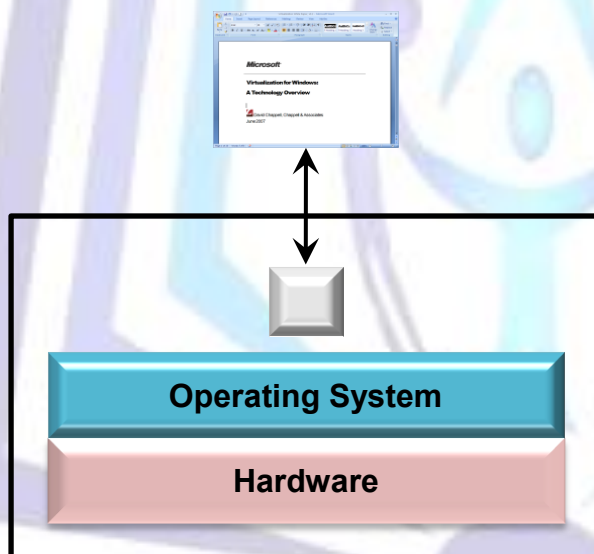 Microsoft
Virtualization for Windows:
A Technology Overview
David Chappell, Chappell & Associates
June 2007
Operating System
Hardware